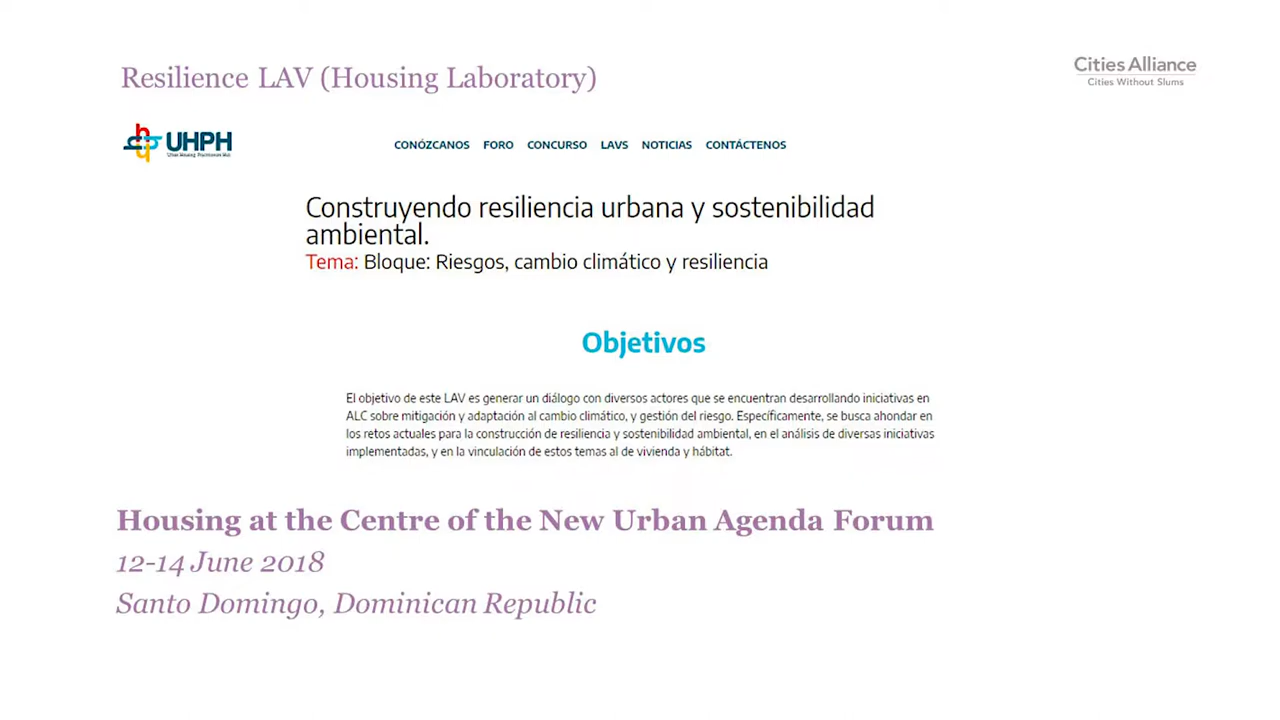 Resilience LAV (Housing Laboratory)
Cities Alliance
Cities Without Slums
UHPH
Urban Housing Practitioners Hub
CONÓZCANOS FORO CONCURSO LAVS NOTICIAS CONTÁCTENOS
Construyendo resiliencia urbana y sostenibilidad
ambiental.
Tema: Bloque: Riesgos, cambio climático y resiliencia
Objetivos
El objetivo de este LAV es generar un diálogo con diversos actores que se encuentran desarrollando iniciativas en
ALC sobre mitigación y adaptación al cambio climático, y gestión del riesgo. Específicamente, se busca ahondar en
los retos actuales para la construcción de resiliencia y sostenibilidad ambiental, en el análisis de diversas iniciativas
implementadas, y en la vinculación de estos temas al de vivienda y hábitat.
Housing at the Centre of the New Urban Agenda Forum
12-14 June 2018
Santo Domingo, Dominican Republic